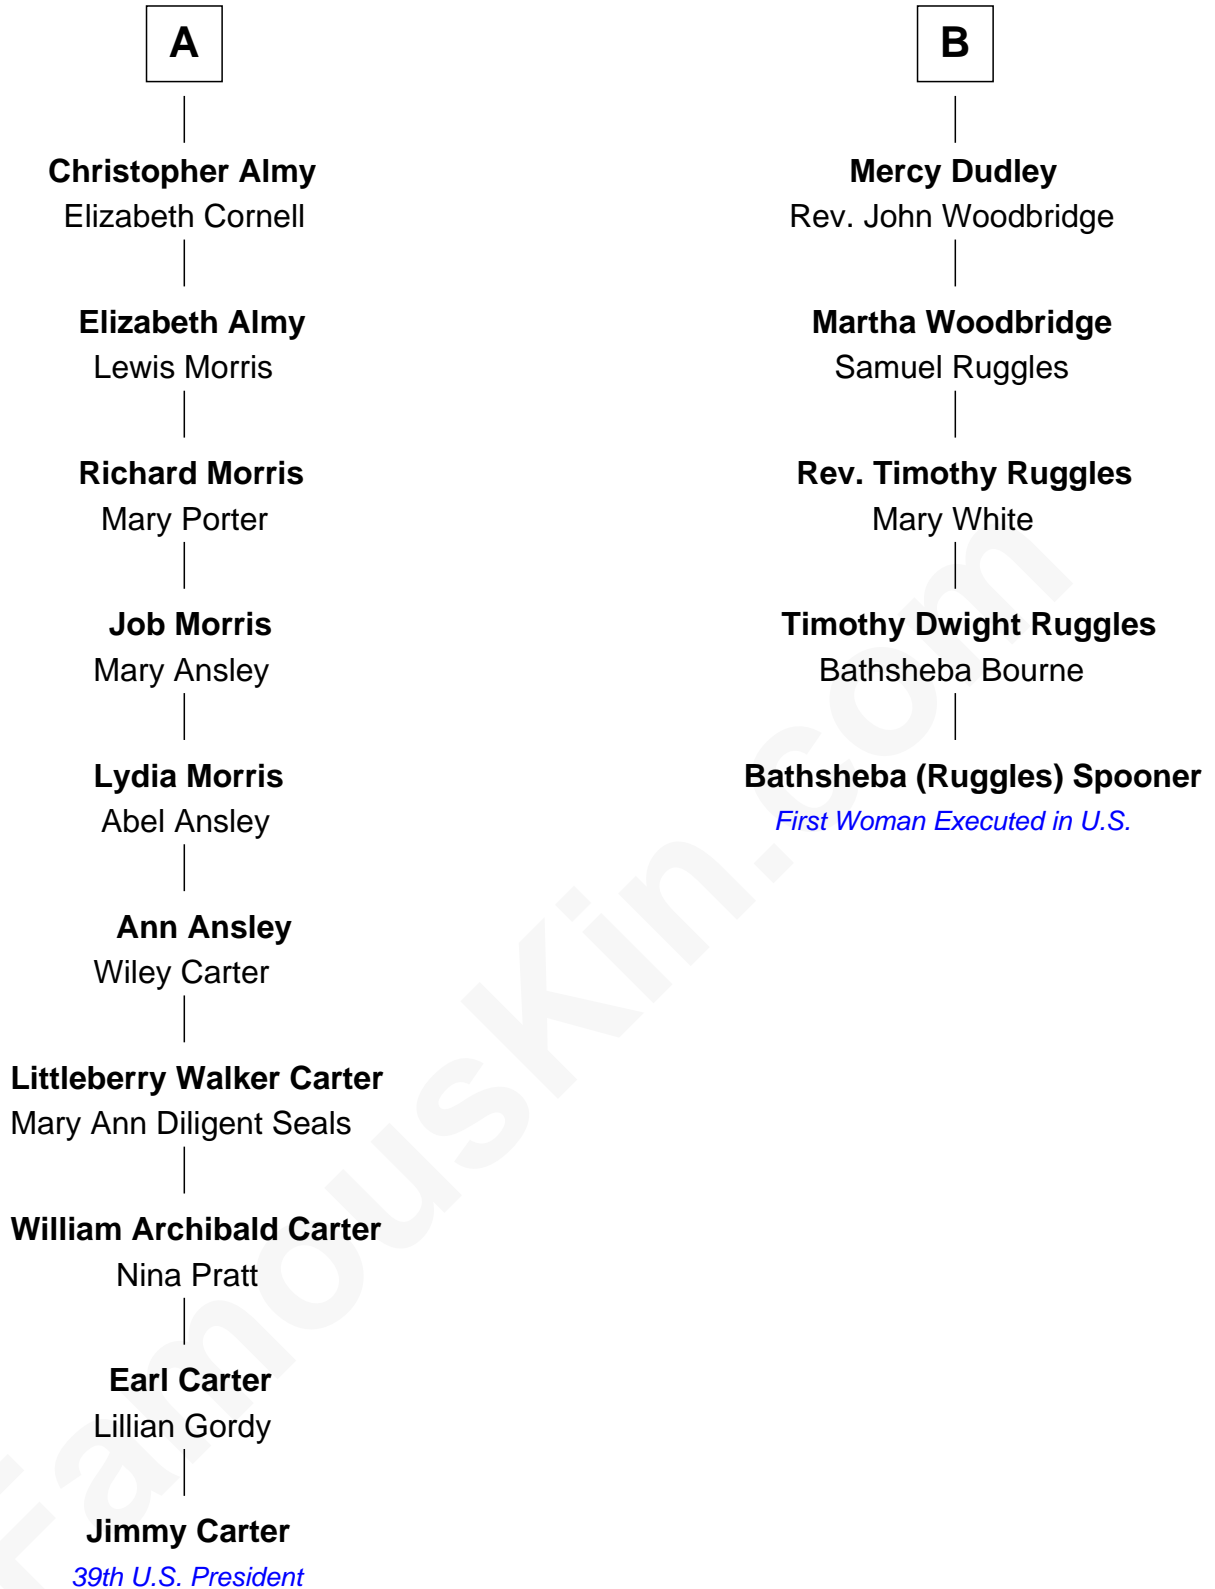 A
Christopher Almy
Elizabeth Cornell
Elizabeth Almy
Lewis Morris
Richard Morris
Mary Porter
Job Morris
Mary Ansley
Lydia Morris
Abel Ansley
Ann Ansley
Wiley Carter
Littleberry Walker Carter
Mary Ann Diligent Seals
William Archibald Carter
Nina Pratt
Earl Carter
Lillian Gordy
Jimmy Carter
39th U.S. President
B
Mercy Dudley
Rev. John Woodbridge
Martha Woodbridge
Samuel Ruggles
Rev. Timothy Ruggles
Mary White
Timothy Dwight Ruggles
Bathsheba Bourne
Bathsheba (Ruggles) Spooner
First Woman Executed in U.S.
FamousKin.com